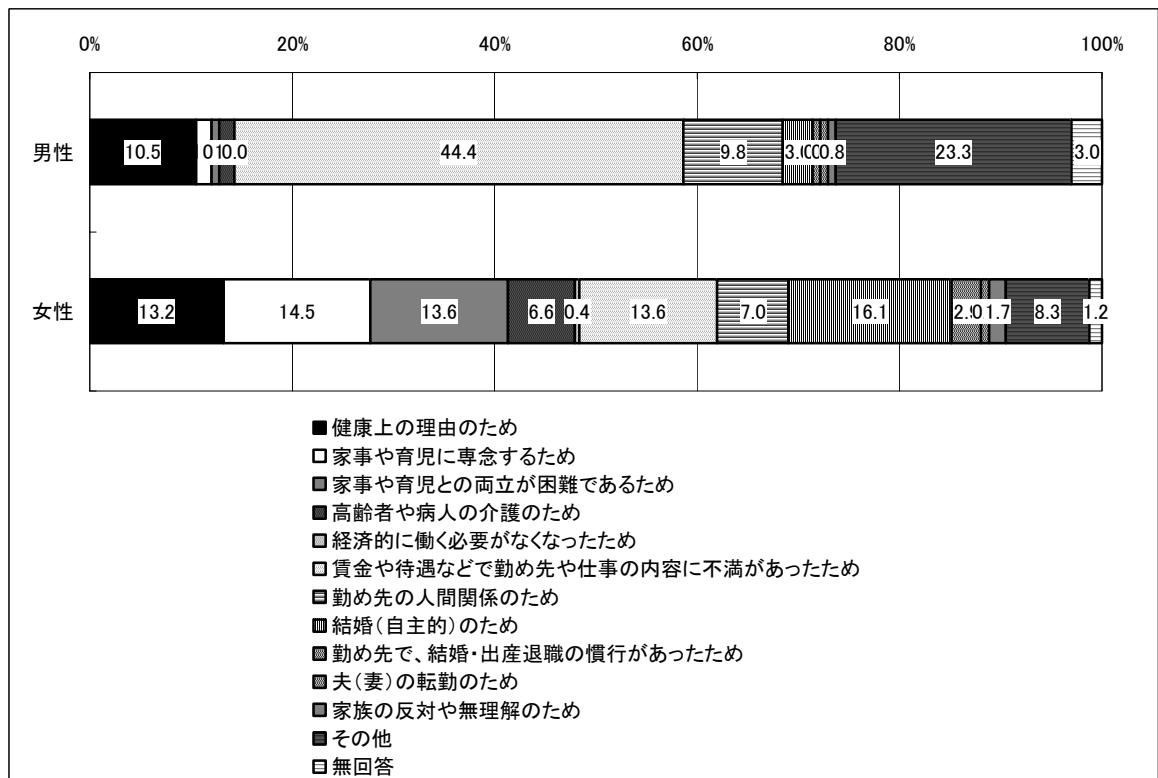 0% 20% 40% 60% 80% 100%
男性 10.5 44.4 9.8 0.8 23.3 3.0
女性 13.2 14.5 13.6 6.6 0.4 13.6 7.0 16.1 2.9 1.7 8.3 1.2
健康上の理由のため
家事や育児に専念するため
家事や育児との両立が困難であるため
高齢者や病人の介護のため
経済的に働く必要がなくなったため
賃金や待遇などで勤め先や仕事の内容に不満があったため
勤め先の人間関係のため
結婚(自主的)のため
勤め先で、結婚・出産退職の慣行があったため
夫(妻)の転勤のため
家族の反対や無理解のため
その他
無回答